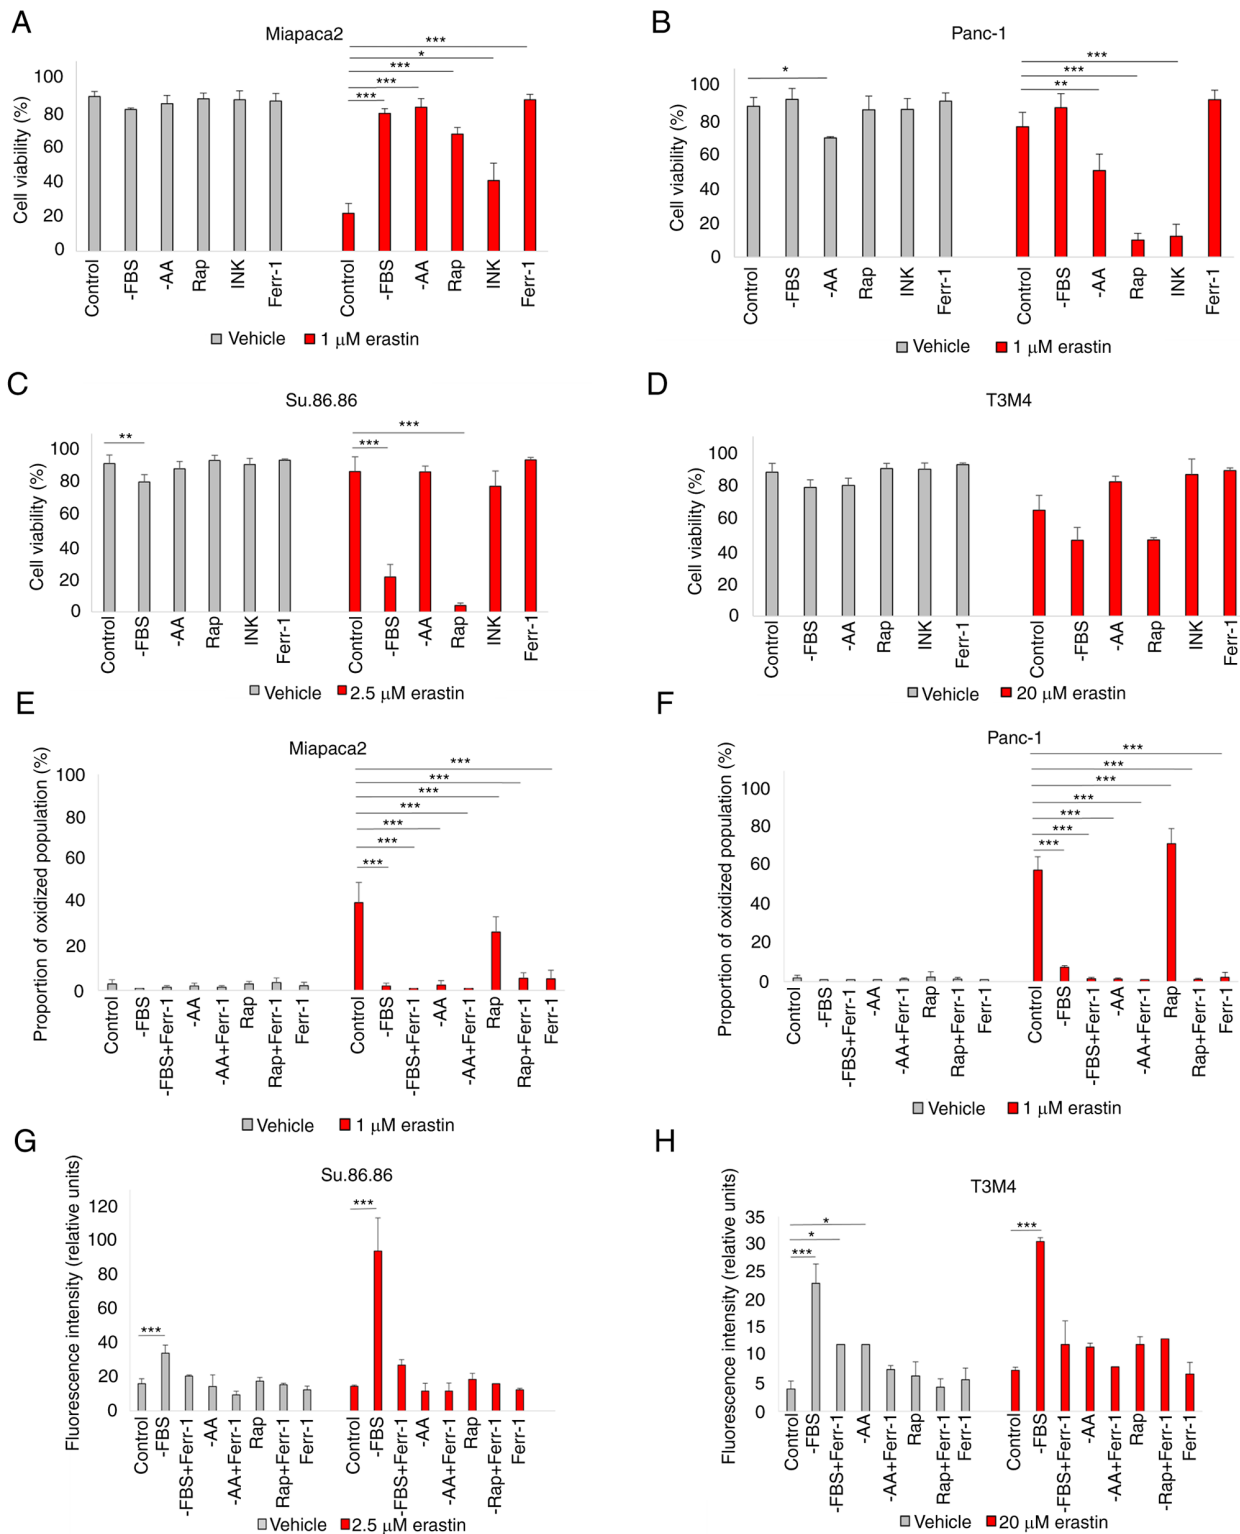 A
Miapaca2
***
*
***
***
***
Cell viability (%)
100
80
60
40
20
0
Control
-FBS
-AA
Rap
INK
Ferr-1
Control
-FBS
-AA
Rap
INK
Ferr-1
Vehicle
1 μM erastin
B
Panc-1
*
***
***
**
Cell viability (%)
100
80
60
40
20
0
Control
-FBS
-AA
Rap
INK
Ferr-1
Control
-FBS
-AA
Rap
INK
Ferr-1
Vehicle
1 μM erastin
C
Su.86.86
**
***
***
Cell viability (%)
100
80
60
40
20
0
Control
-FBS
-AA
Rap
INK
Ferr-1
Control
-FBS
-AA
Rap
INK
Ferr-1
Vehicle
2.5 μM erastin
D
T3M4
Cell viability (%)
100
80
60
40
20
0
Control
-FBS
-AA
Rap
INK
Ferr-1
Control
-FBS
-AA
Rap
INK
Ferr-1
Vehicle
20 μM erastin
E
Miapaca2
***
***
***
***
***
***
***
Proportion of oxidized population (%)
100
80
60
40
20
0
Control
-FBS
-FBS+Ferr-1
-AA
-AA+Ferr-1
Rap
Rap+Ferr-1
Ferr-1
Control
-FBS
-FBS+Ferr-1
-AA
-AA+Ferr-1
Rap
Rap+Ferr-1
Ferr-1
Vehicle
1 μM erastin
F
Panc-1
***
***
***
***
***
***
***
Proportion of oxidized population (%)
100
80
60
40
20
0
Control
-FBS
-FBS+Ferr-1
-AA
-AA+Ferr-1
Rap
Rap+Ferr-1
Ferr-1
Control
-FBS
-FBS+Ferr-1
-AA
-AA+Ferr-1
Rap
Rap+Ferr-1
Ferr-1
Vehicle
1 μM erastin
G
Su.86.86
***
***
Fluorescence intensity (relative units)
120
100
80
60
40
20
0
Control
-FBS
-FBS+Ferr-1
-AA
-AA+Ferr-1
Rap
Rap+Ferr-1
Ferr-1
Control
-FBS
-FBS+Ferr-1
-AA
-AA+Ferr-1
Rap
-Rap+Ferr-1
Ferr-1
Vehicle
2.5 μM erastin
H
T3M4
*
*
***
***
Fluorescence intensity (relative units)
35
30
25
20
15
10
5
0
Control
-FBS
-FBS+Ferr-1
-AA
-AA+Ferr-1
Rap
Rap+Ferr-1
Ferr-1
Control
-FBS
-FBS+Ferr-1
-AA
-AA+Ferr-1
Rap
-Rap+Ferr-1
Ferr-1
Vehicle
20 μM erastin